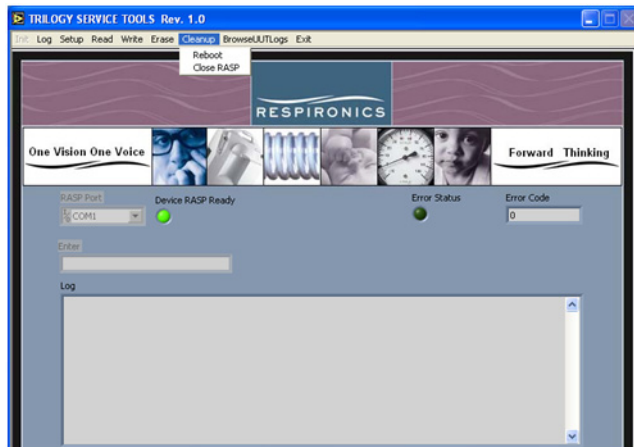 TRILOGY SERVICE TOOLS Rev. 1.0
Init Log Setup Read Write Erase Cleanup BrowseUUTLogs Exit
Reboot
Close RASP
RESPIRONICS
One Vision One Voice
Forward Thinking
RASP Port
Device RASP Ready
Error Status
Error Code
COM1
0
Enter
Log